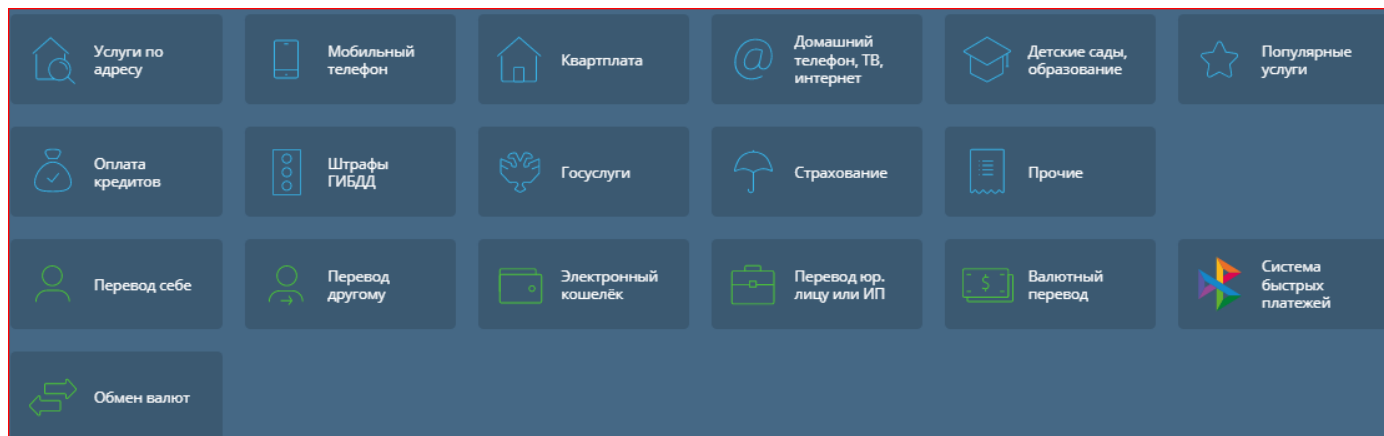 Услуги по
адресу
Мобильный
телефон
Квартплата
Домашний
телефон, ТВ,
интернет
Детские сады,
образование
Популярные
услуги
Оплата
кредитов
Штрафы
ГИБДД
Госуслуги
Страхование
Прочие
Перевод себе
Перевод
другому
Электронный
кошелёк
Перевод юр.
лицу или ИП
Валютный
перевод
Система
быстрых
платежей
Обмен валют